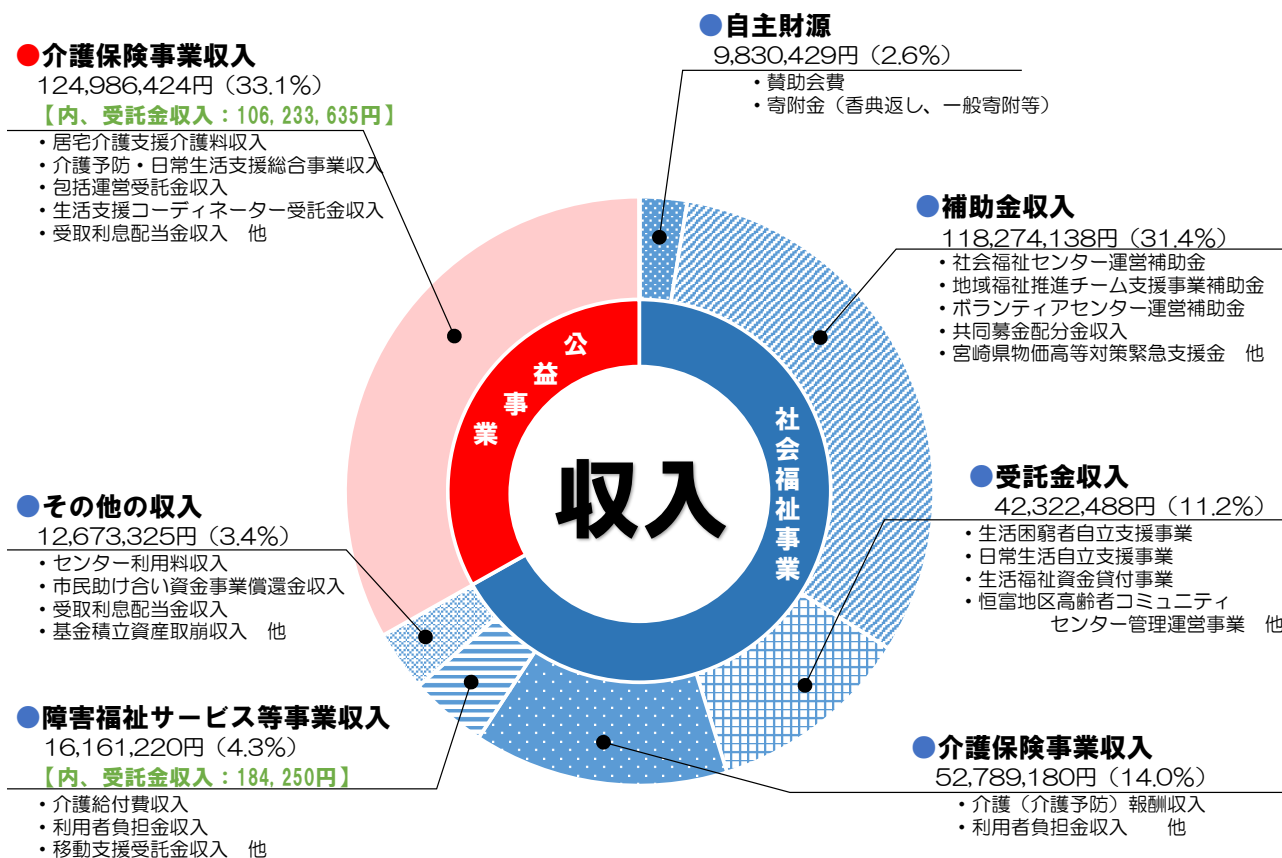 ●自主財源
9,830,429円（2.6%）
・賛助会費
・寄附金（香典返し、一般寄附等）
●介護保険事業収入
124,986,424円（33.1%）
【内、受託金収入：106,233,635円】
・居宅介護支援介護料収入
・介護予防・日常生活支援総合事業収入
・包括運営受託金収入
・生活支援コーディネーター受託金収入
・受取利息配当金収入　他
●補助金収入
118,274,138円（31.4%）
・社会福祉センター運営補助金
・地域福祉推進チーム支援事業補助金
・ボランティアセンター運営補助金
・共同募金配分金収入
・宮崎県物価高等対策緊急支援金　他
公益事業
社会福祉事業
収入
●受託金収入
42,322,488円（11.2%）
・生活困窮者自立支援事業
・日常生活自立支援事業
・生活福祉資金貸付事業
・恒富地区高齢者コミュニティ
センター管理運営事業　他
●その他の収入
12,673,325円（3.4%）
・センター利用料収入
・市民助け合い資金事業償還金収入
・受取利息配当金収入
・基金積立資産取崩収入　他
●障害福祉サービス等事業収入
16,161,220円（4.3%）
【内、受託金収入：184,250円】
・介護給付費収入
・利用者負担金収入
・移動支援受託金収入　他
●介護保険事業収入
52,789,180円（14.0%）
・介護（介護予防）報酬収入
・利用者負担金収入　　他